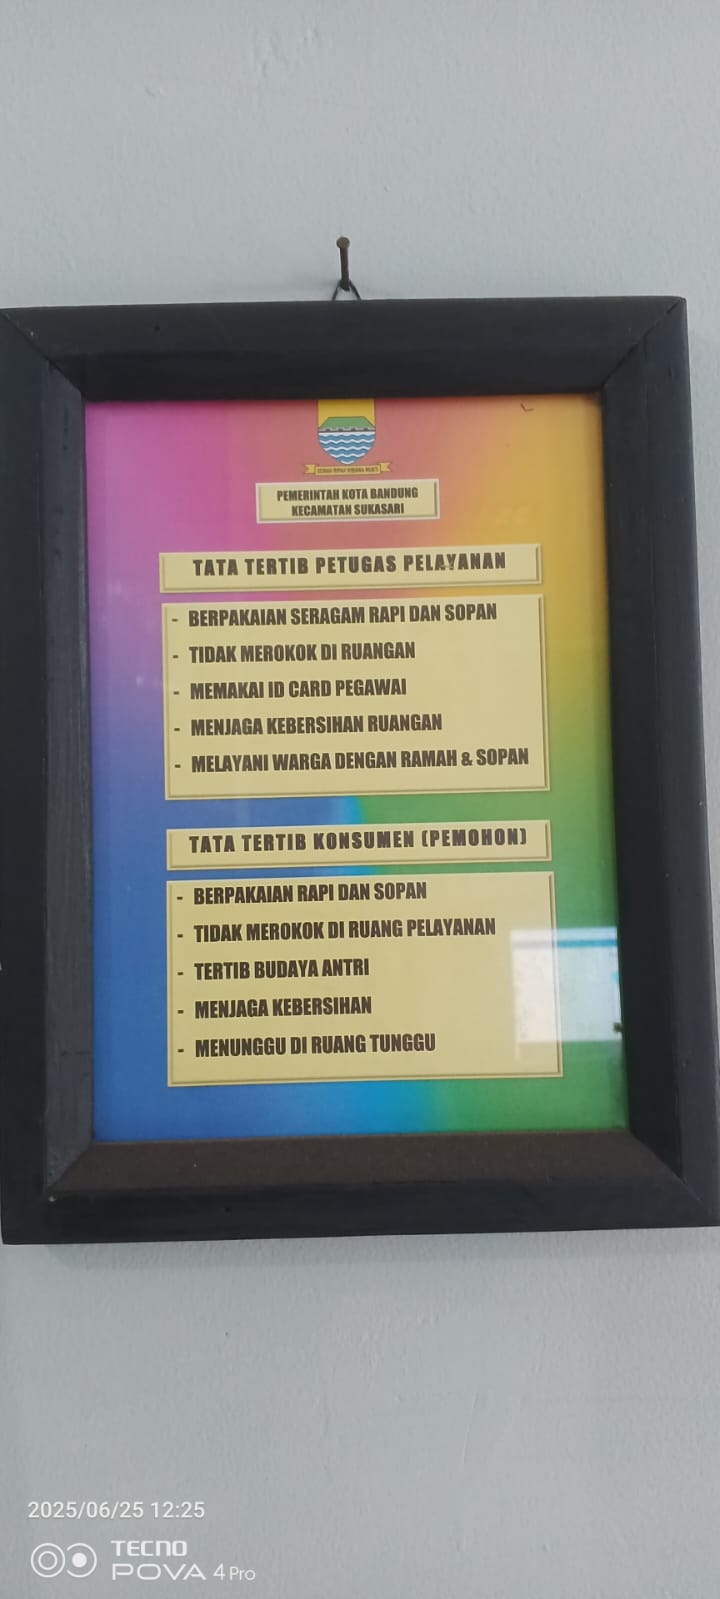 PEMERINTAH KOTA BANDUNG
KECAMATAN SUKASARI
TATA TERTIB PETUGAS PELAYANAN
- BERPAKAIAN SERAGAM RAPI DAN SOPAN
- TIDAK MEROKOK DI RUANGAN
- MEMAKAI ID CARD PEGAWAI
- MENJAGA KEBERSIHAN RUANGAN
- MELAYANI WARGA DENGAN RAMAH & SOPAN
TATA TERTIB KONSUMEN (PEMOHON)
- BERPAKAIAN RAPI DAN SOPAN
- TIDAK MEROKOK DI RUANG PELAYANAN
- TERTIB BUDAYA ANTRI
- MENJAGA KEBERSIHAN
- MENUNGGU DI RUANG TUNGGU
2025/06/25 12:25
TECNO
POVA 4 Pro